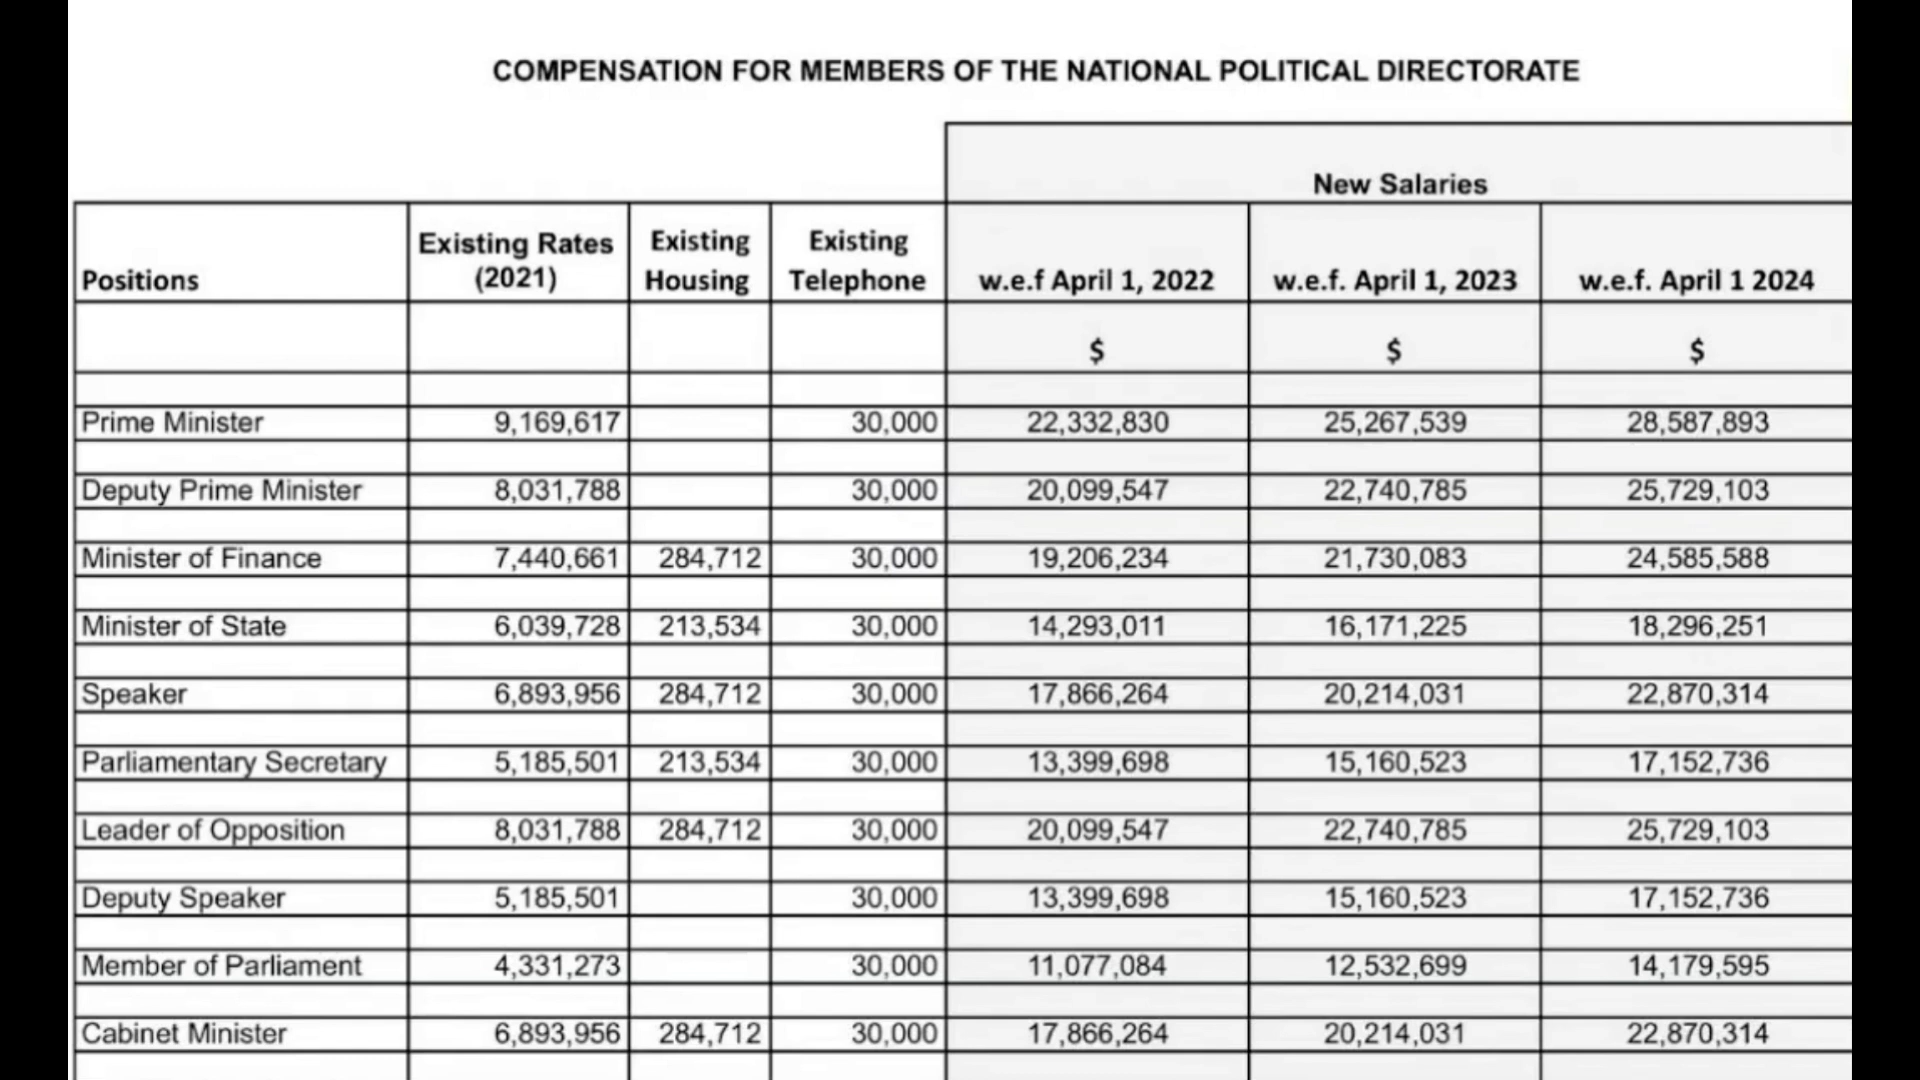 COMPENSATION FOR MEMBERS OF THE NATIONAL POLITICAL DIRECTORATE
New Salaries
Positions Existing Rates (2021) Existing Housing Existing Telephone w.e.f April 1, 2022 w.e.f. April 1, 2023 w.e.f. April 1 2024
$ $ $
Prime Minister 9,169,617 30,000 22,332,830 25,267,539 28,587,893
Deputy Prime Minister 8,031,788 30,000 20,099,547 22,740,785 25,729,103
Minister of Finance 7,440,661 284,712 30,000 19,206,234 21,730,083 24,585,588
Minister of State 6,039,728 213,534 30,000 14,293,011 16,171,225 18,296,251
Speaker 6,893,956 284,712 30,000 17,866,264 20,214,031 22,870,314
Parliamentary Secretary 5,185,501 213,534 30,000 13,399,698 15,160,523 17,152,736
Leader of Opposition 8,031,788 284,712 30,000 20,099,547 22,740,785 25,729,103
Deputy Speaker 5,185,501 30,000 13,399,698 15,160,523 17,152,736
Member of Parliament 4,331,273 30,000 11,077,084 12,532,699 14,179,595
Cabinet Minister 6,893,956 284,712 30,000 17,866,264 20,214,031 22,870,314